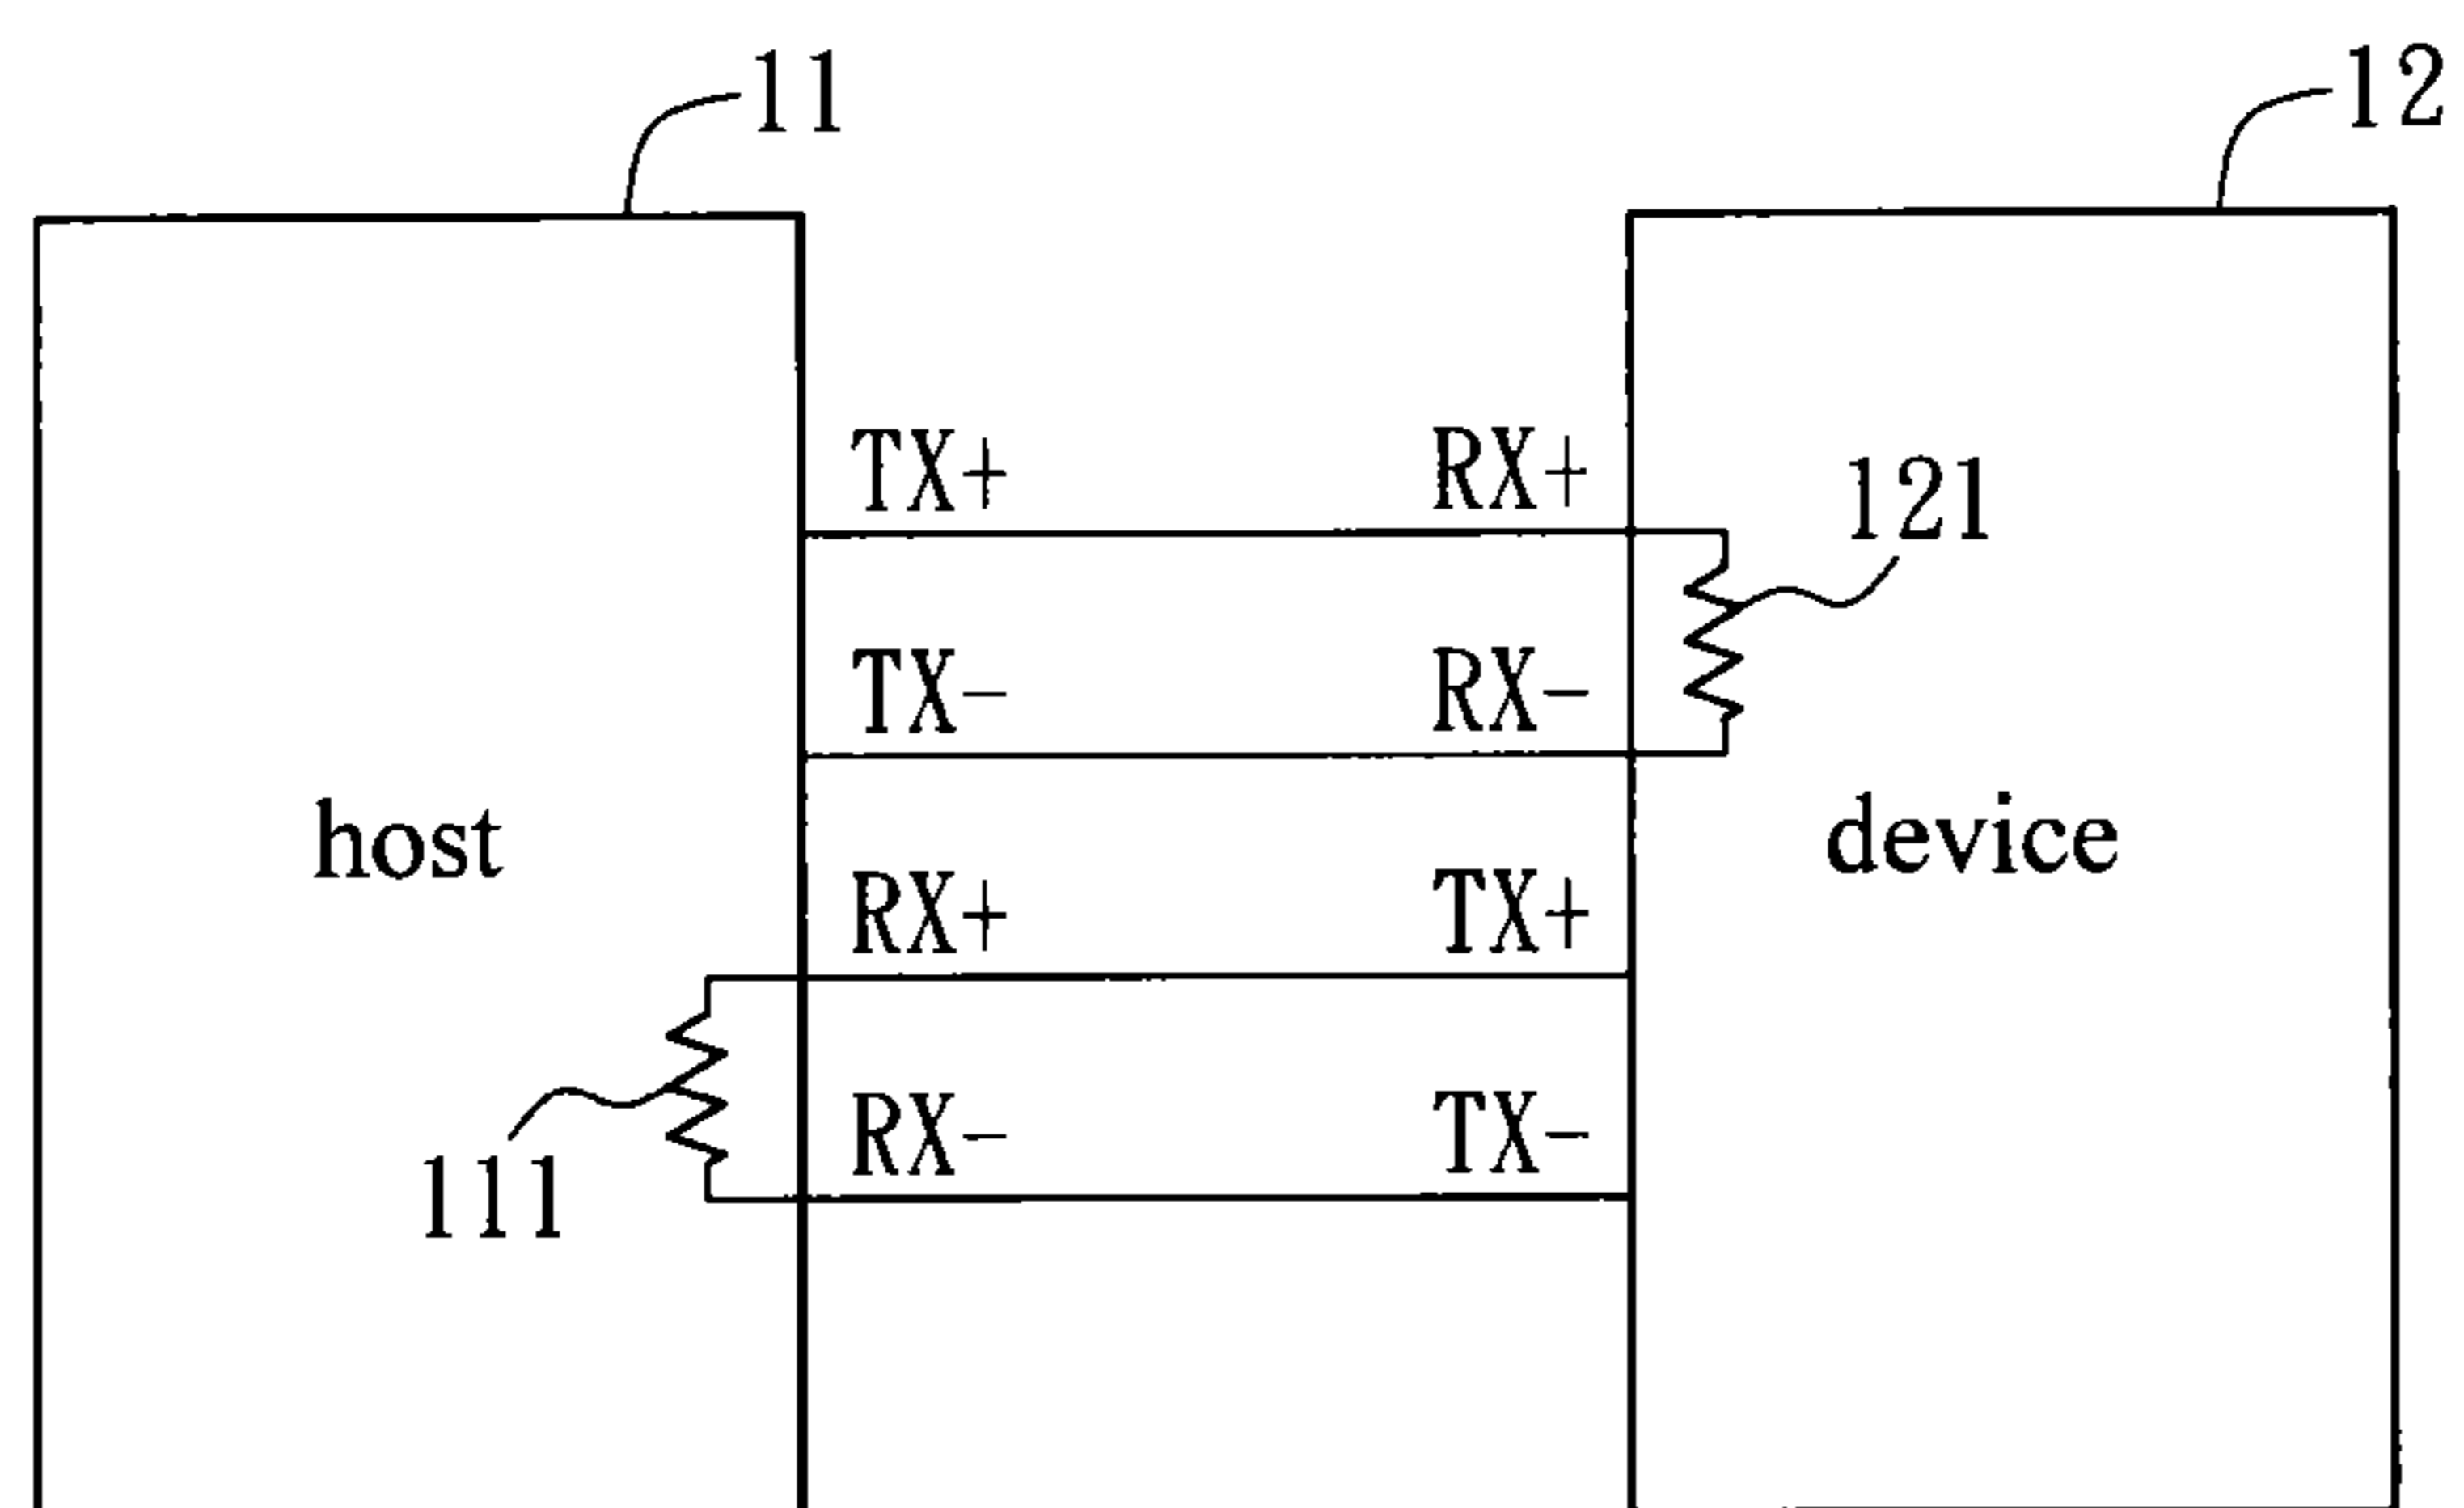 11
12
TX+ RX+
121
TX- RX-
host
device
RX+ TX+
RX- TX-
111